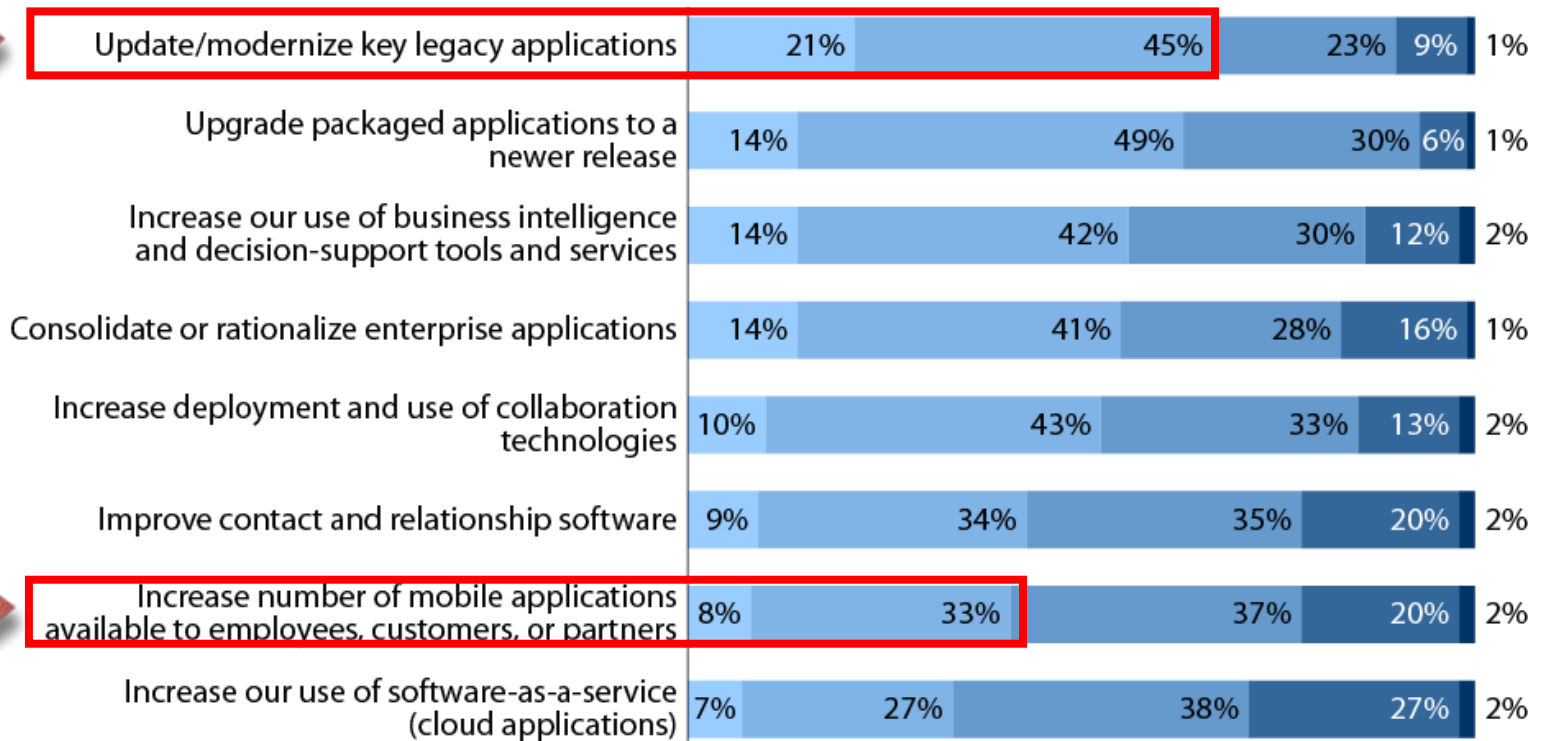 Update/modernize key legacy applications 21% 45% 23% 9% 1%
Upgrade packaged applications to a
newer release 14% 49% 30% 6% 1%
Increase our use of business intelligence
and decision-support tools and services 14% 42% 30% 12% 2%
Consolidate or rationalize enterprise applications 14% 41% 28% 16% 1%
Increase deployment and use of collaboration
technologies 10% 43% 33% 13% 2%
Improve contact and relationship software 9% 34% 35% 20% 2%
Increase number of mobile applications
available to employees, customers, or partners 8% 33% 37% 20% 2%
Increase our use of software-as-a-service
(cloud applications) 7% 27% 38% 27% 2%